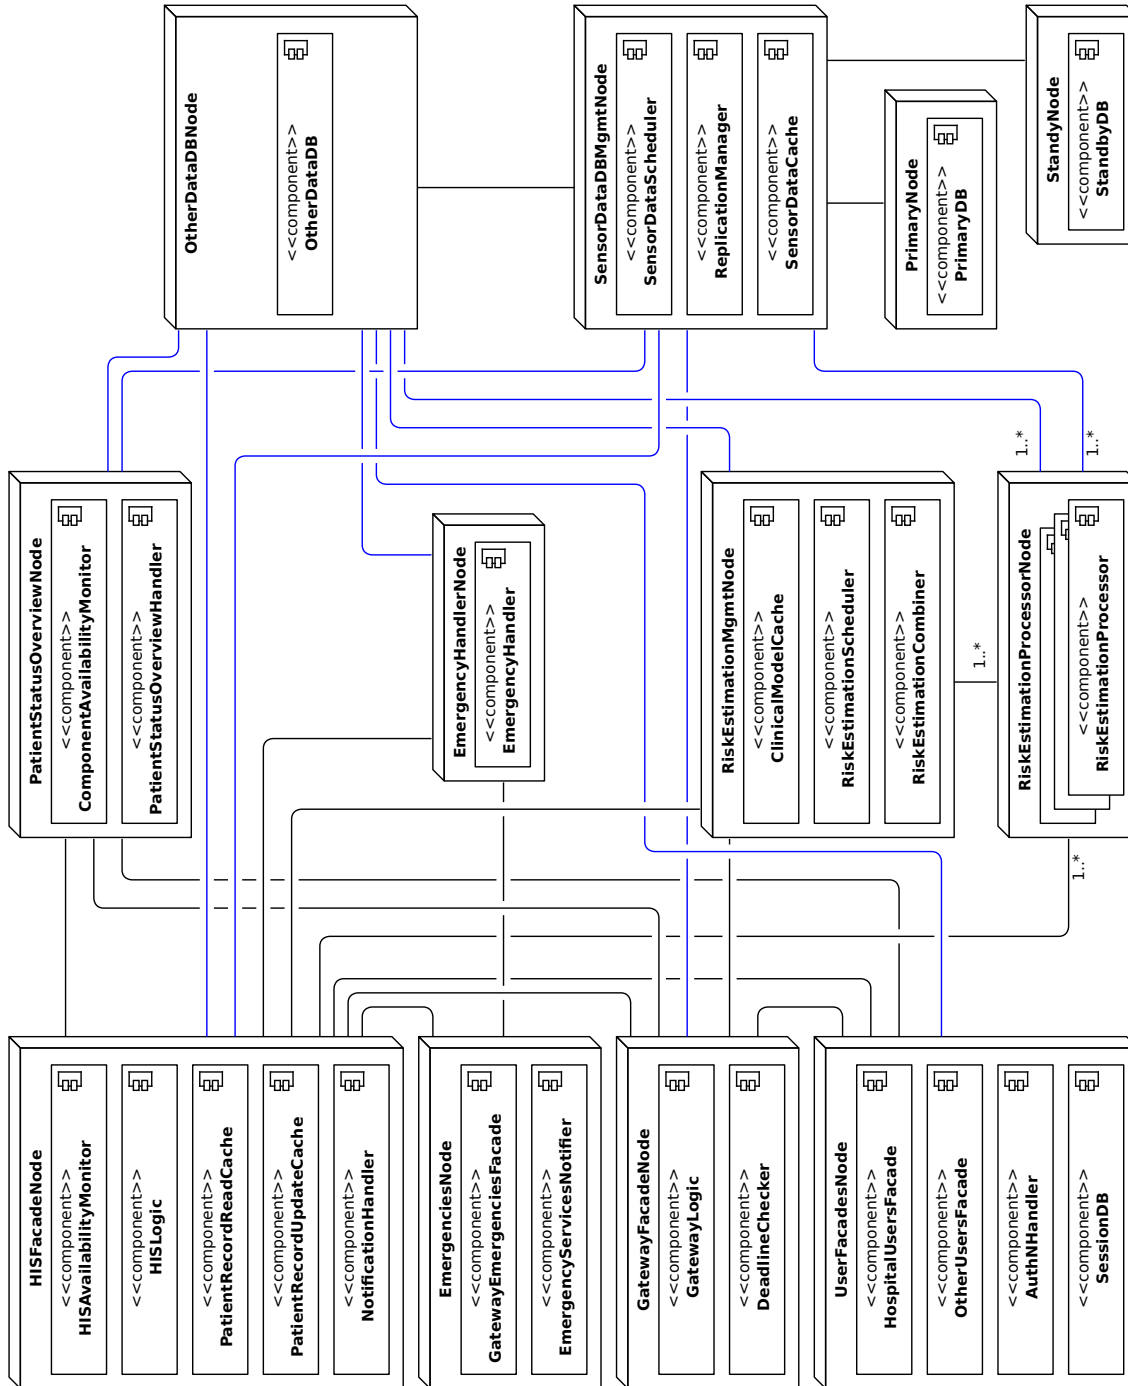 HISFacadeNode
<<component>>
HISAvailabilityMonitor
<<component>>
HISLogic
<<component>>
PatientRecordReadCache
<<component>>
PatientRecordUpdateCache
<<component>>
NotificationHandler
EmergenciesNode
<<component>>
GatewayEmergenciesFacade
<<component>>
EmergencyServicesNotifier
GatewayFacadeNode
<<component>>
GatewayLogic
<<component>>
DeadlineChecker
UserFacadesNode
<<component>>
HospitalUsersFacade
<<component>>
OtherUsersFacade
<<component>>
AuthNHandler
<<component>>
SessionDB
PatientStatusOverviewNode
<<component>>
ComponentAvailabilityMonitor
<<component>>
PatientStatusOverviewHandler
EmergencyHandlerNode
<<component>>
EmergencyHandler
RiskEstimationMgmtNode
<<component>>
ClinicalModelCache
<<component>>
RiskEstimationScheduler
<<component>>
RiskEstimationCombiner
1..*
RiskEstimationProcessorNode
<<component>>
RiskEstimationProcessor
1..*
1..*
1..*
OtherDataDBNode
<<component>>
OtherDataDB
SensorDataDBMgmtNode
<<component>>
SensorDataScheduler
<<component>>
ReplicationManager
<<component>>
SensorDataCache
PrimaryNode
<<component>>
PrimaryDB
StandyNode
<<component>>
StandbyDB